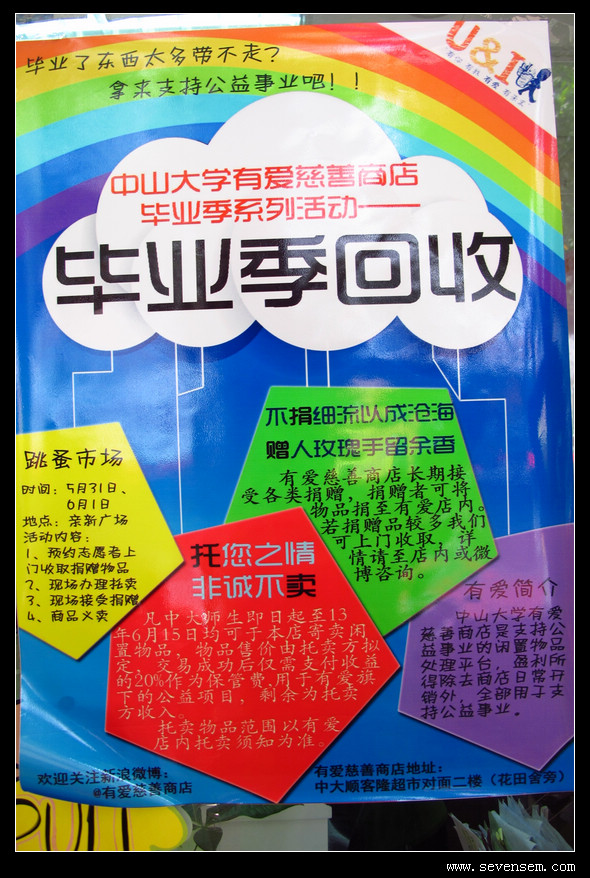 毕业了东西太多带不走?
拿来支持公益事业吧!!
U&I
中山大学有爱慈善商店
毕业季系列活动——
毕业季回收
不捐细流以成沧海
赠人玫瑰手留余香
有爱慈善商店长期接
受各类捐赠,捐赠者可将
物品捐至有爱店内。
若捐赠品较多我们
可上门收取,详
情请至店内或微
博咨询。
跳蚤市场
时间:5月31日、
6月1日
地点:亲新广场
活动内容:
1、预约志愿者上
门收取捐赠物品
2、现场办理托卖
3、现场接受捐赠
4、商品义卖
托您之情
非诚不卖
凡中大师生即日起至13
年6月15日均可于本店寄卖闲
置物品,物品售价由托卖方拟
定,交易成功后仅需支付收益
的20%作为保管费,用于有爱旗
下的公益项目,剩余为托卖
方收入。
托卖物品范围以有爱
店内托卖须知为准。
有爱简介
中山大学有爱
慈善商店是支持公
益事业的闲置物品
处理平台,盈利所
得除去商店日常开
销外,全部用于支
持公益事业。
欢迎关注新浪微博:
@有爱慈善商店
有爱慈善商店地址:
中大顺客隆超市对面二楼(花田舍旁)
www.sevensem.com